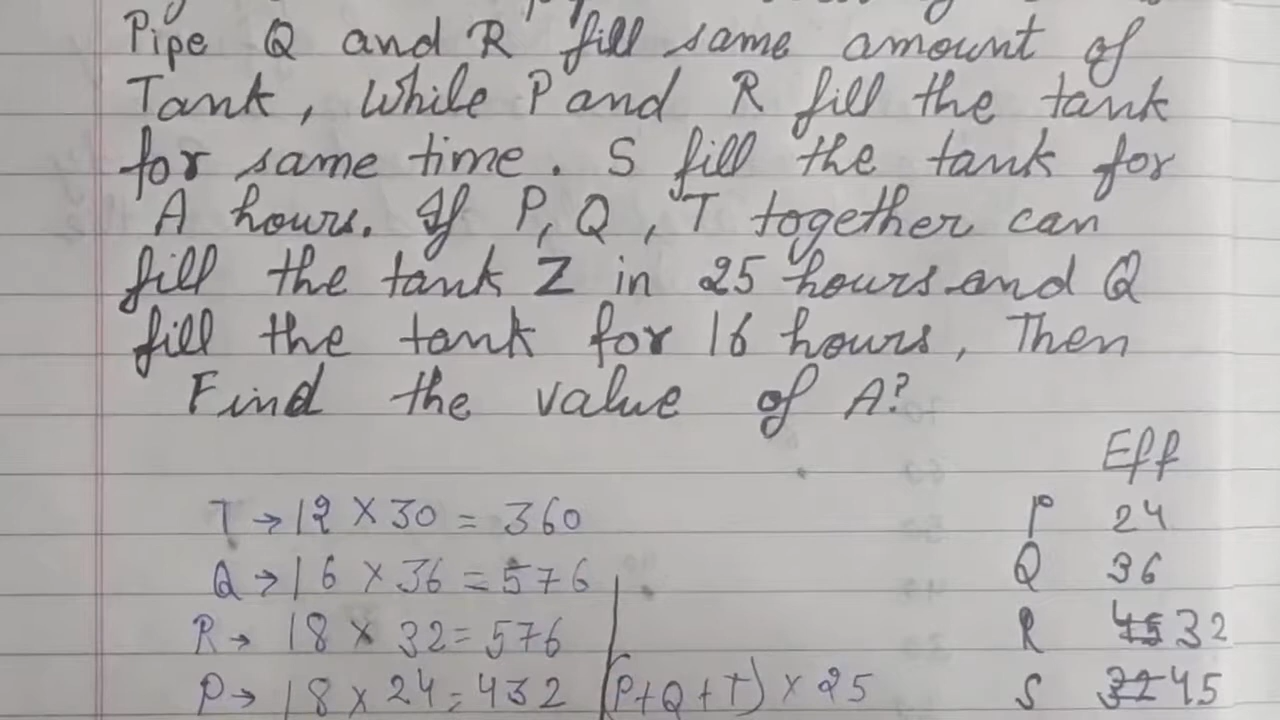 Pipe Q and R fill same amount of
Tank, While P and R fill the tank
for same time. S fill the tank for
A hours. If P, Q, T together can
fill the tank Z in 25 hours and Q
fill the tank for 16 hours, Then
Find the value of A?
Eff
T → 12 × 30 = 360
P 24
Q → 16 × 36 = 576
Q 36
R → 18 × 32 = 576
R 45 32
P → 18 × 24 = 432 (P+Q+T) × 25
S 32 45